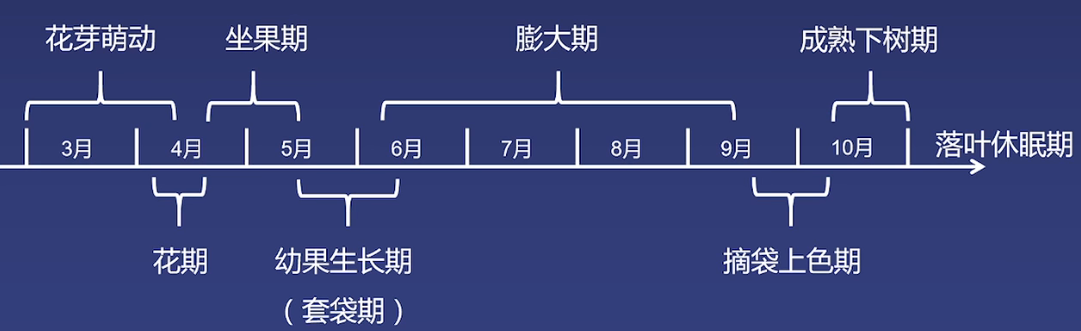 花芽萌动 坐果期 膨大期 成熟下树期
3月 4月 5月 6月 7月 8月 9月 10月 落叶休眠期
花期 幼果生长期 摘袋上色期
（套袋期）